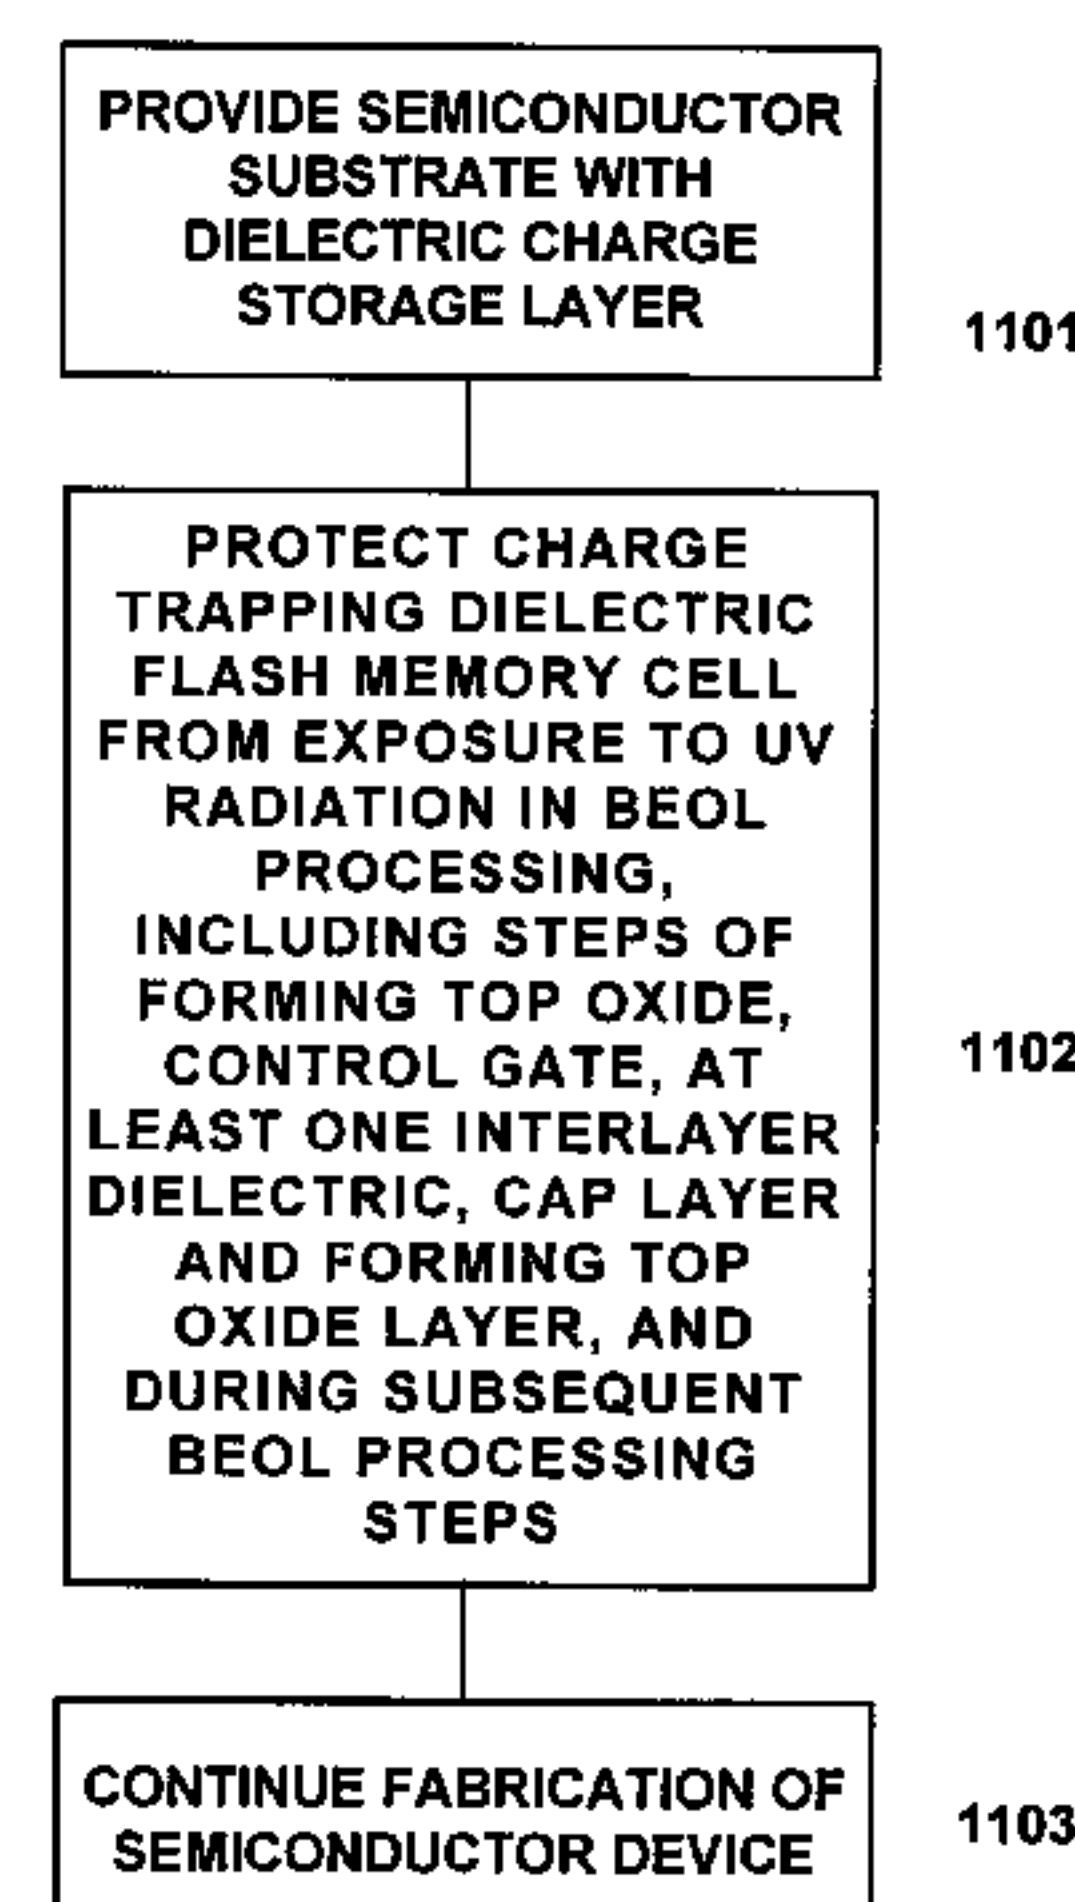 PROVIDE SEMICONDUCTOR
SUBSTRATE WITH
DIELECTRIC CHARGE
STORAGE LAYER
1101
PROTECT CHARGE
TRAPPING DIELECTRIC
FLASH MEMORY CELL
FROM EXPOSURE TO UV
RADIATION IN BEOL
PROCESSING,
INCLUDING STEPS OF
FORMING TOP OXIDE,
CONTROL GATE, AT
LEAST ONE INTERLAYER
DIELECTRIC, CAP LAYER
AND FORMING TOP
OXIDE LAYER, AND
DURING SUBSEQUENT
BEOL PROCESSING
STEPS
1102
CONTINUE FABRICATION OF
SEMICONDUCTOR DEVICE
1103